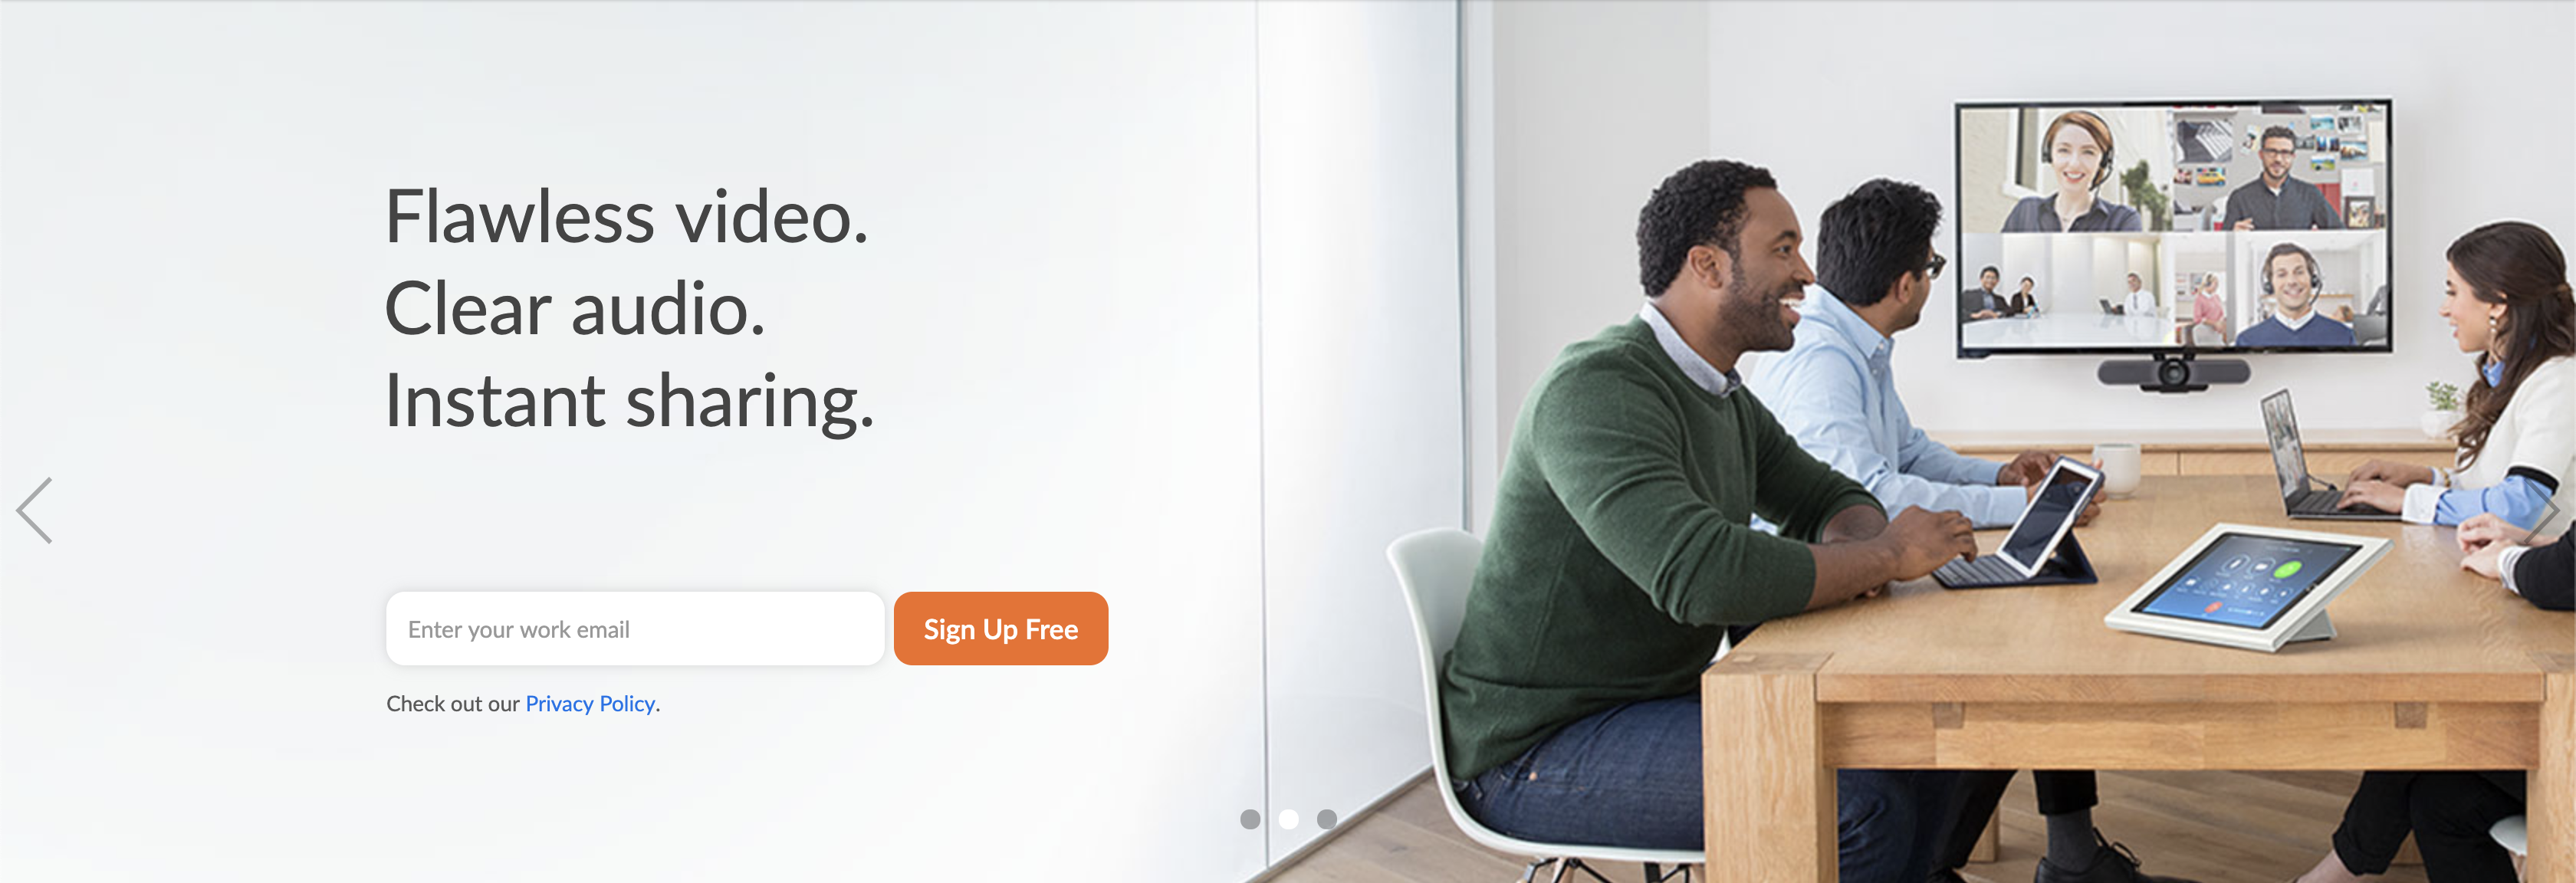 Flawless video.
Clear audio.
Instant sharing.
Enter your work email
Sign Up Free
Check out our Privacy Policy.